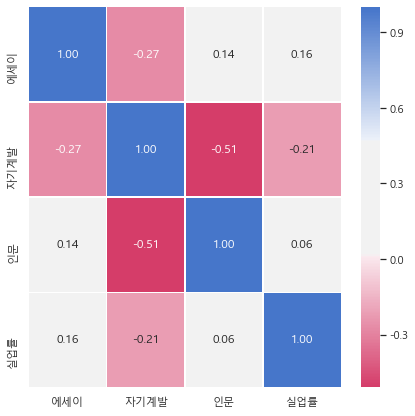 에세이 1.00 -0.27 0.14 0.16
자기계발 -0.27 1.00 -0.51 -0.21
인문 0.14 -0.51 1.00 0.06
실업률 0.16 -0.21 0.06 1.00
에세이 자기계발 인문 실업률
0.9
0.6
0.3
0.0
-0.3